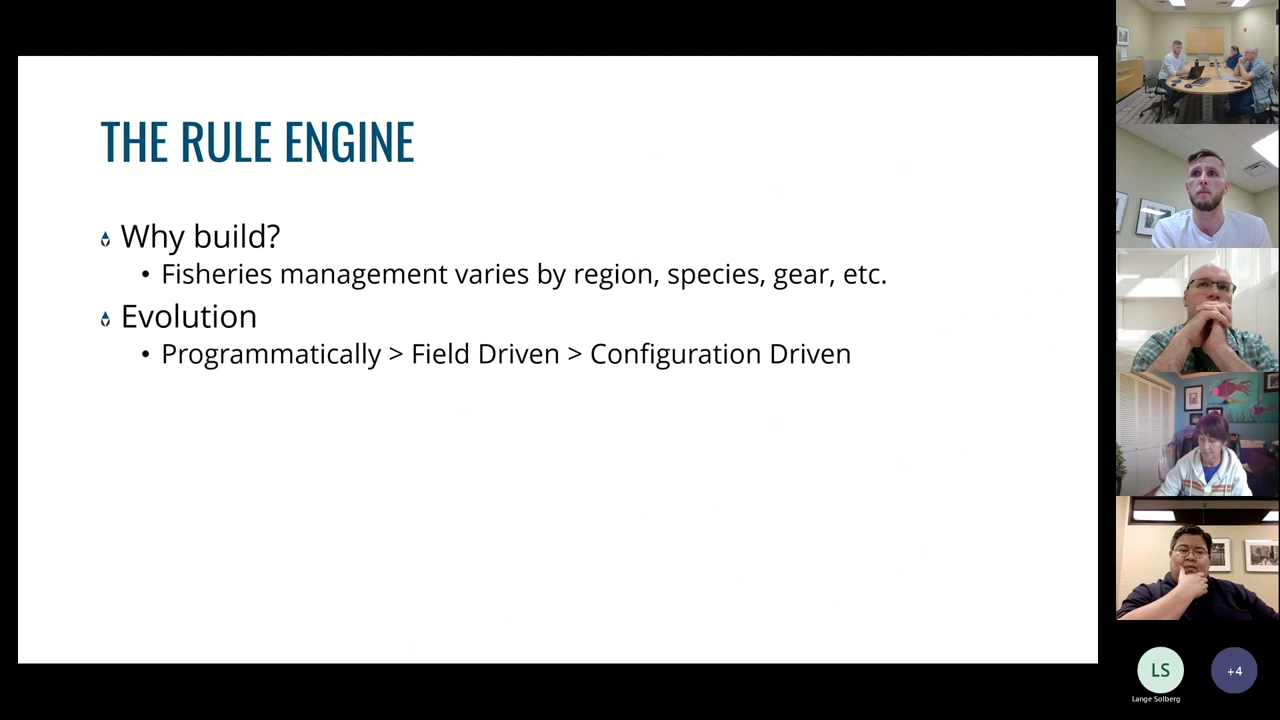 THE RULE ENGINE
Why build?
• Fisheries management varies by region, species, gear, etc.
Evolution
• Programmatically > Field Driven > Configuration Driven
LS
+4
Lange Solberg